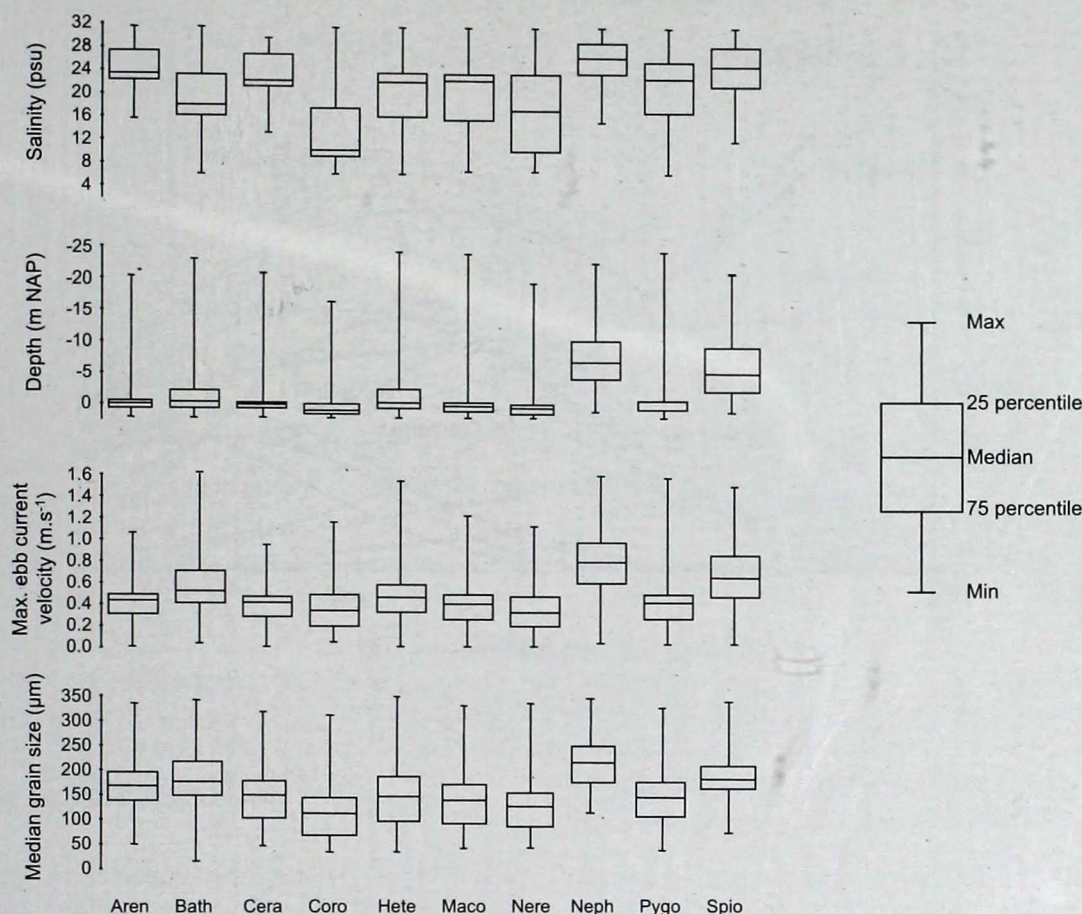 Salinity (psu)
32
28
24
20
16
12
8
4
Depth (m NAP)
-25
-20
-15
-10
-5
0
Max. ebb current
velocity (m.s-1)
1.6
1.4
1.2
1.0
0.8
0.6
0.4
0.2
0.0
Median grain size (µm)
350
300
250
200
150
100
50
0
Aren Bath Cera Coro Hete Maco Nere Neph Pygo Spio
Max
25 percentile
Median
75 percentile
Min